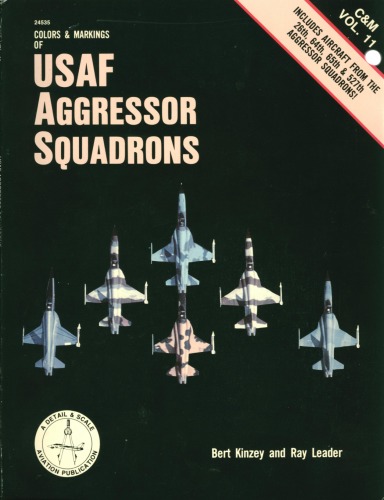 24535
COLORS & MARKINGS
OF
USAF
AGGRESSOR
SQUADRONS
C&M
VOL. 11
INCLUDES AIRCRAFT FROM THE
26th, 64th, 65th & 527th
AGGRESSOR SQUADRONS!
A DETAIL & SCALE
AVIATION PUBLICATION
Bert Kinzey and Ray Leader